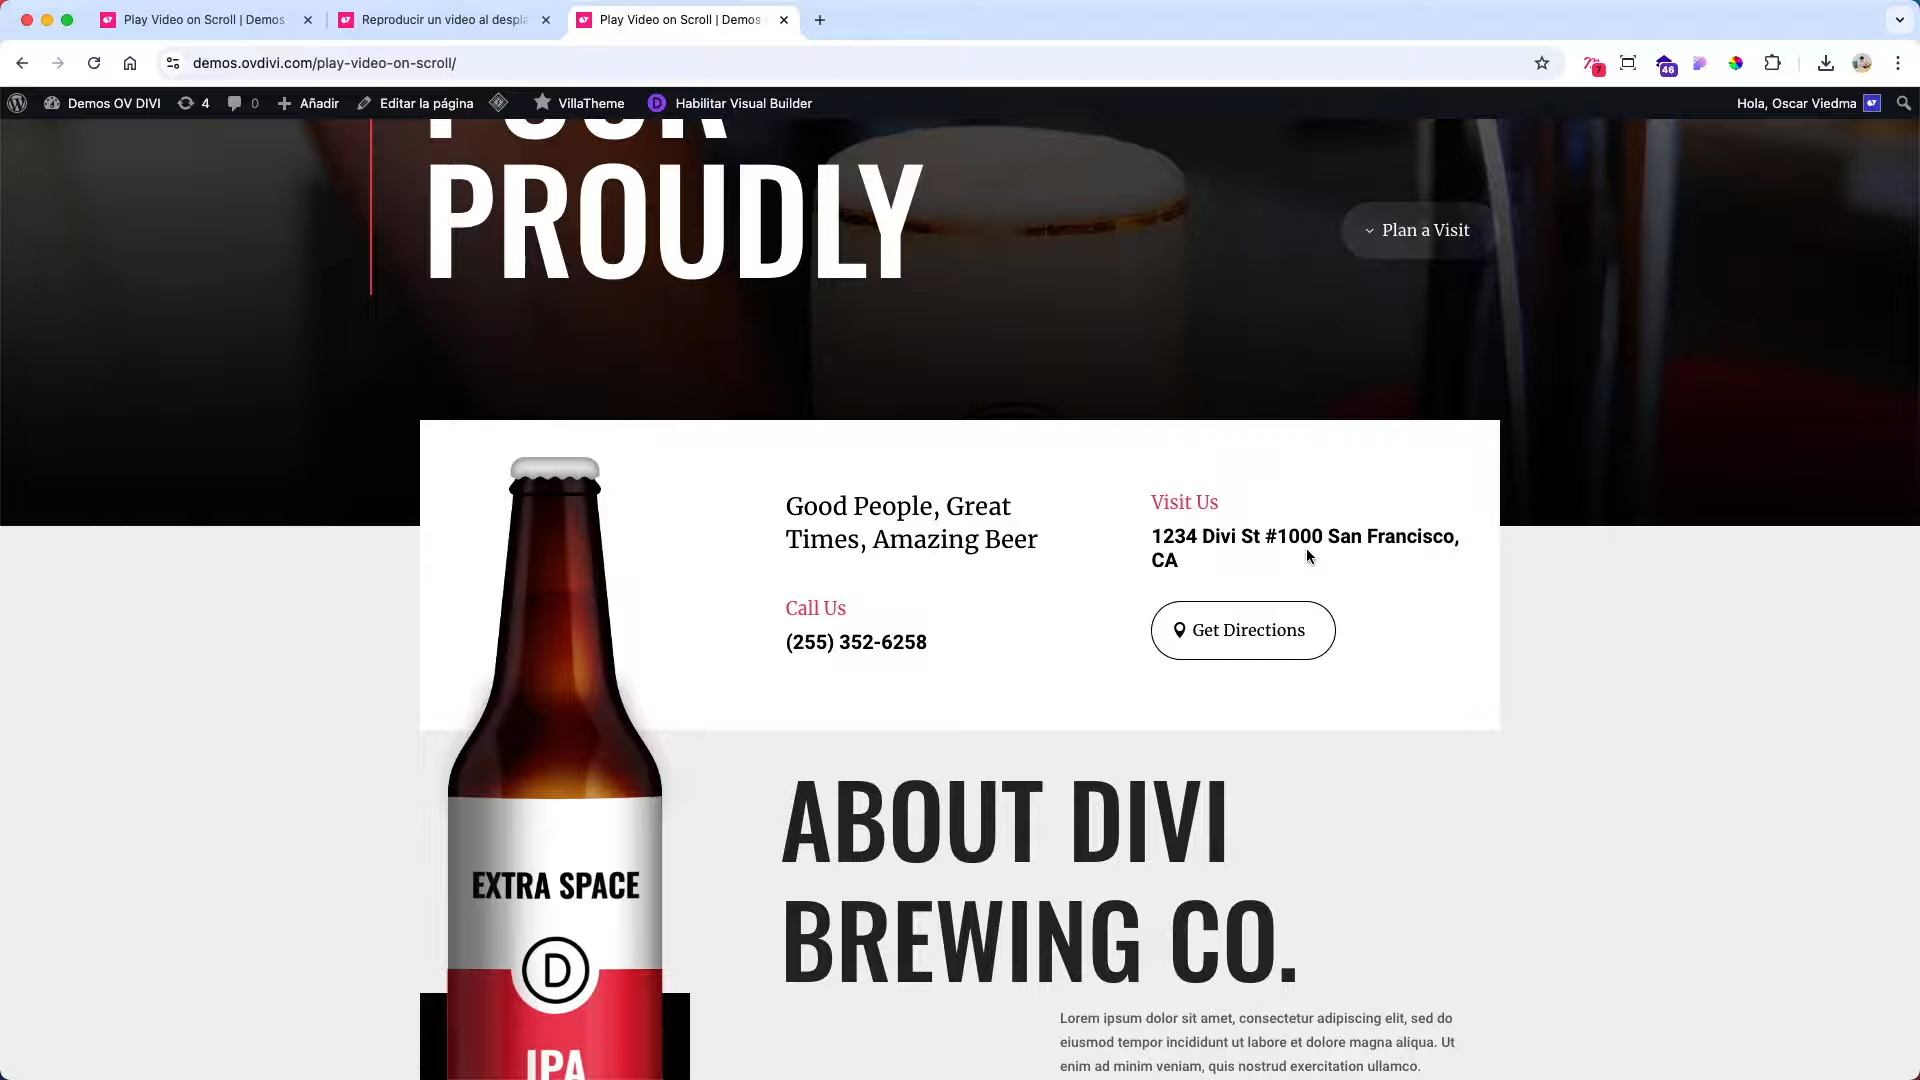 Play Video on Scroll | Demos
Reproducir un video al despla
Play Video on Scroll | Demos
demos.ovdivi.com/play-video-on-scroll/
7
46
Demos OV DIVI
4
0
Añadir
Editar la página
VillaTheme
D
Habilitar Visual Builder
Hola, Oscar Viedma
PROUDLY
Plan a Visit
Good People, Great
Times, Amazing Beer
Call Us
(255) 352-6258
Visit Us
1234 Divi St #1000 San Francisco,
CA
Get Directions
EXTRA SPACE
D
IPA
ABOUT DIVI
BREWING CO.
Lorem ipsum dolor sit amet, consectetur adipiscing elit, sed do
eiusmod tempor incididunt ut labore et dolore magna aliqua. Ut
enim ad minim veniam, quis nostrud exercitation ullamco.